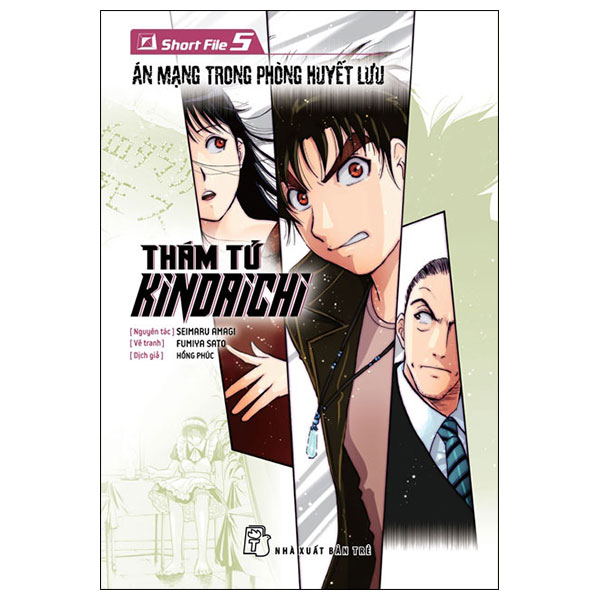 Short File 5
ÁN MẠNG TRONG PHÒNG HUYẾT LƯU
THÁM TỬ
KINDAICHI
[ Nguyên tác ] SEIMARU AMAGI
[ Vẽ tranh ] FUMIYA SATO
[ Dịch giả ] HỒNG PHÚC
NHÀ XUẤT BẢN TRẺ